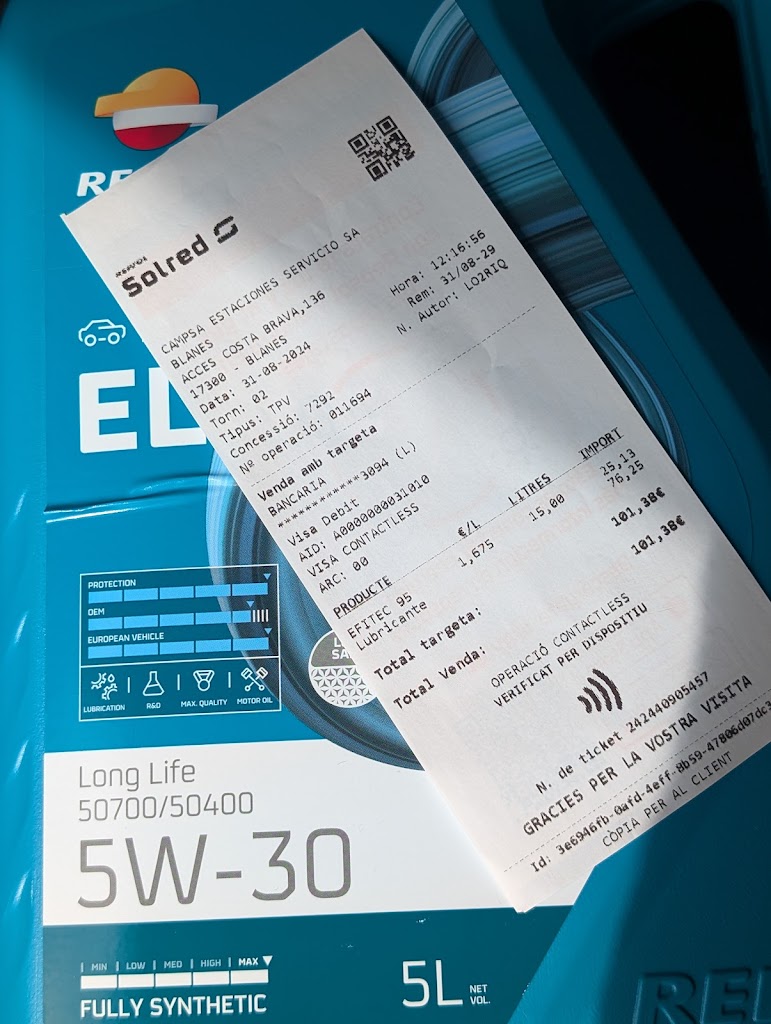 RE
EL
PROTECTION
OEM
EUROPEAN VEHICLE
LUBRICATION
R&D
MAX. QUALITY
MOTOR OIL
SA
Long Life
50700/50400
5W-30
MIN | LOW | MED | HIGH | MAX
FULLY SYNTHETIC
5L NET VOL.
REPSOL
Solred
CAMPSA ESTACIONES SERVICIO SA
BLANES
ACCES COSTA BRAVA,136
17300 - BLANES
Data: 31-08-2024 Hora: 12:16:56
Torn: 02 Rem: 31/08-29
Tipus: TPV N. Autor: LO2RIQ
Concessió: 7292
Nº operació: 011694
Venda amb targeta
BANCARIA
************3094 (L)
Visa Debit
AID: A0000000031010
VISA CONTACTLESS
ARC: 00
PRODUCTE €/L LITRES IMPORT
EFITEC 95 1,675 15,00 25,13
Lubricante 76,25
Total targeta: 101,38€
Total Venda: 101,38€
OPERACIÓ CONTACTLESS
VERIFICAT PER DISPOSITIU
N. de ticket 242440905457
GRACIES PER LA VOSTRA VISITA
Id: 3e6946fb-0afd-4eff-8b59-47806d07dc3
CÒPIA PER AL CLIENT
RE